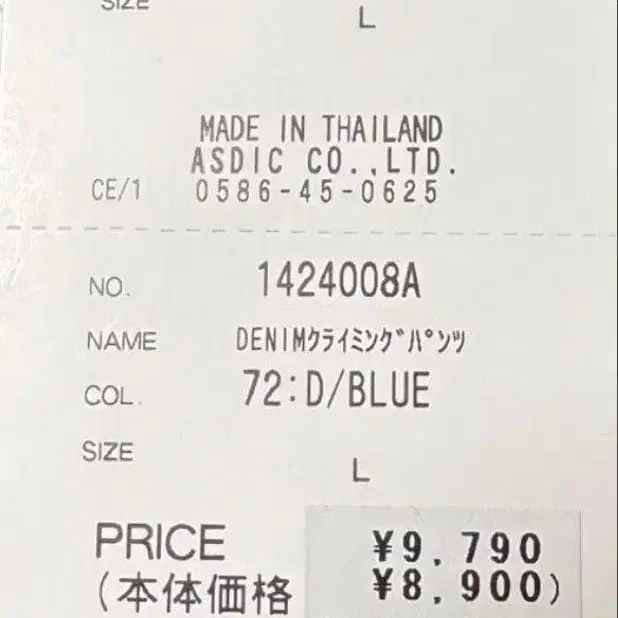 SIZE L
MADE IN THAILAND
ASDIC CO.,LTD.
CE/1 0586-45-0625
NO. 1424008A
NAME DENIMｸﾗｲﾐﾝｸﾞﾊﾟﾝﾂ
COL. 72:D/BLUE
SIZE L
PRICE ¥9,790
(本体価格 ¥8,900)